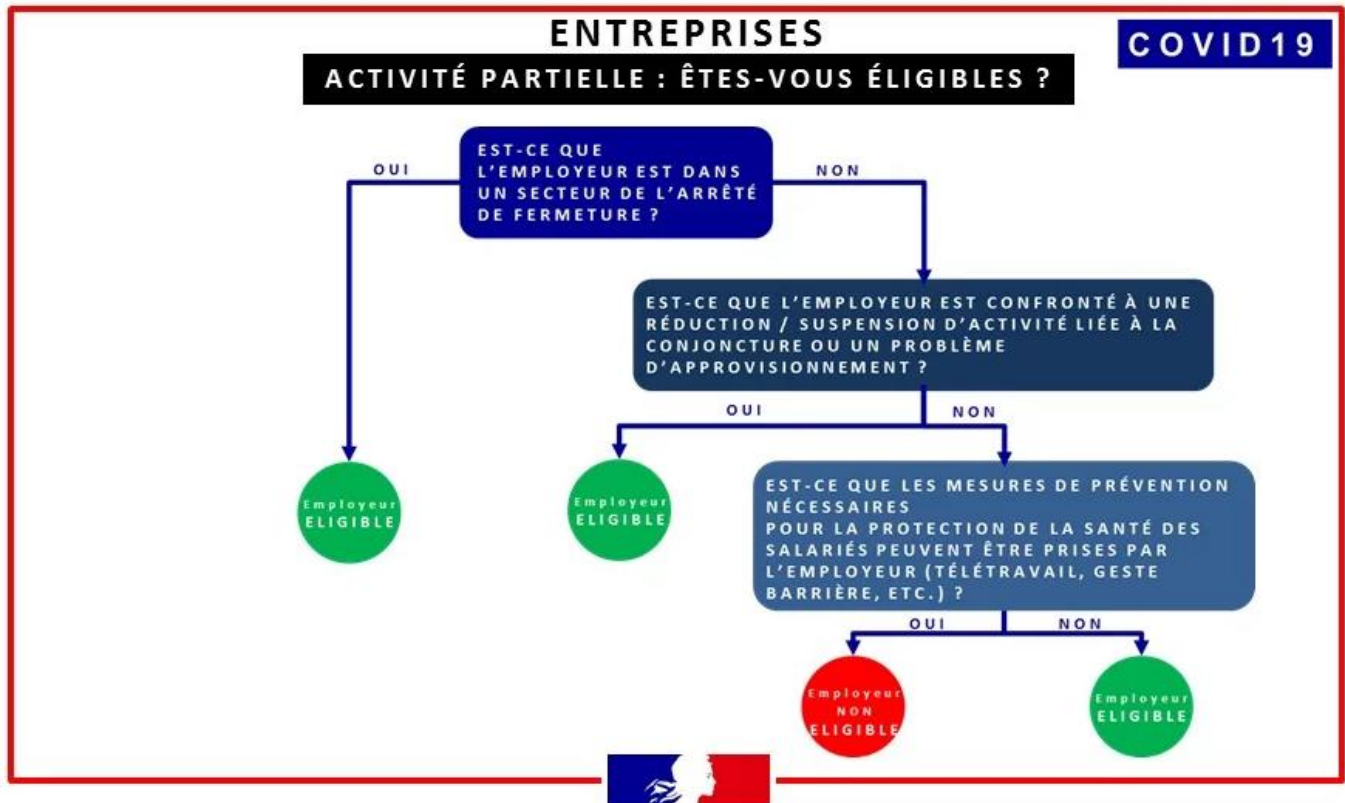 ENTREPRISES
COVID19
ACTIVITÉ PARTIELLE : ÊTES-VOUS ÉLIGIBLES ?
EST-CE QUE
L'EMPLOYEUR EST DANS
UN SECTEUR DE L'ARRÊTÉ
DE FERMETURE ?
OUI
NON
EST-CE QUE L'EMPLOYEUR EST CONFRONTÉ À UNE
RÉDUCTION / SUSPENSION D'ACTIVITÉ LIÉE À LA
CONJONCTURE OU UN PROBLÈME
D'APPROVISIONNEMENT ?
OUI
NON
Employeur
ELIGIBLE
Employeur
ELIGIBLE
EST-CE QUE LES MESURES DE PRÉVENTION
NÉCESSAIRES
POUR LA PROTECTION DE LA SANTÉ DES
SALARIÉS PEUVENT ÊTRE PRISES PAR
L'EMPLOYEUR (TÉLÉTRAVAIL, GESTE
BARRIÈRE, ETC.) ?
OUI
NON
Employeur
NON
ELIGIBLE
Employeur
ELIGIBLE